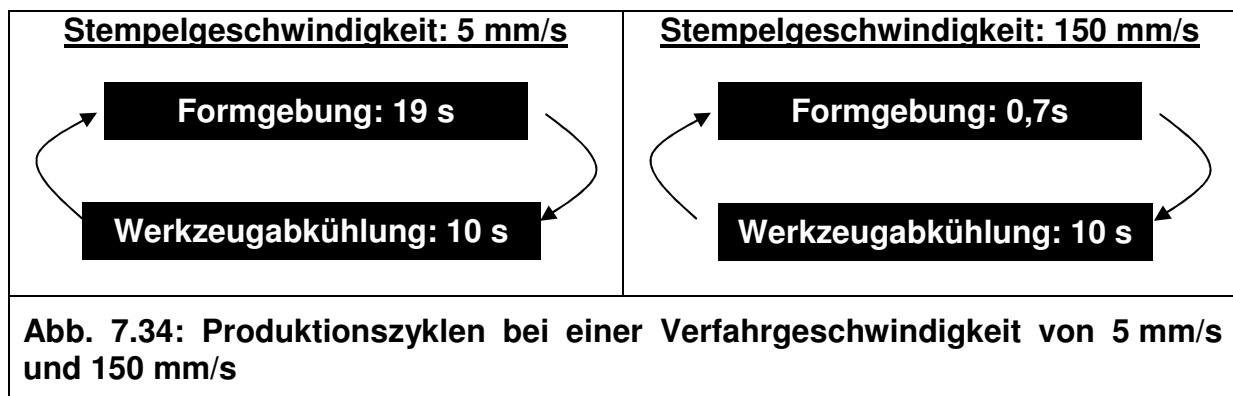 Stempelgeschwindigkeit: 5 mm/s
Formgebung: 19 s
Werkzeugabkühlung: 10 s
Stempelgeschwindigkeit: 150 mm/s
Formgebung: 0,7s
Werkzeugabkühlung: 10 s
Abb. 7.34: Produktionszyklen bei einer Verfahrgeschwindigkeit von 5 mm/s
und 150 mm/s